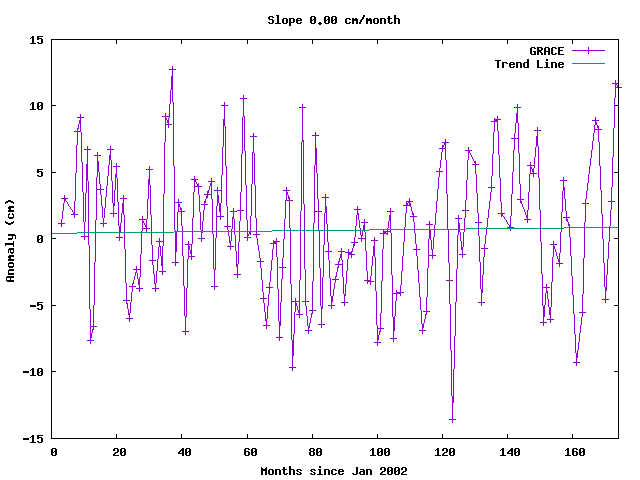 Slope 0.00 cm/month
GRACE
Trend Line
15
10
5
0
-5
-10
-15
Anomaly (cm)
0 20 40 60 80 100 120 140 160
Months since Jan 2002